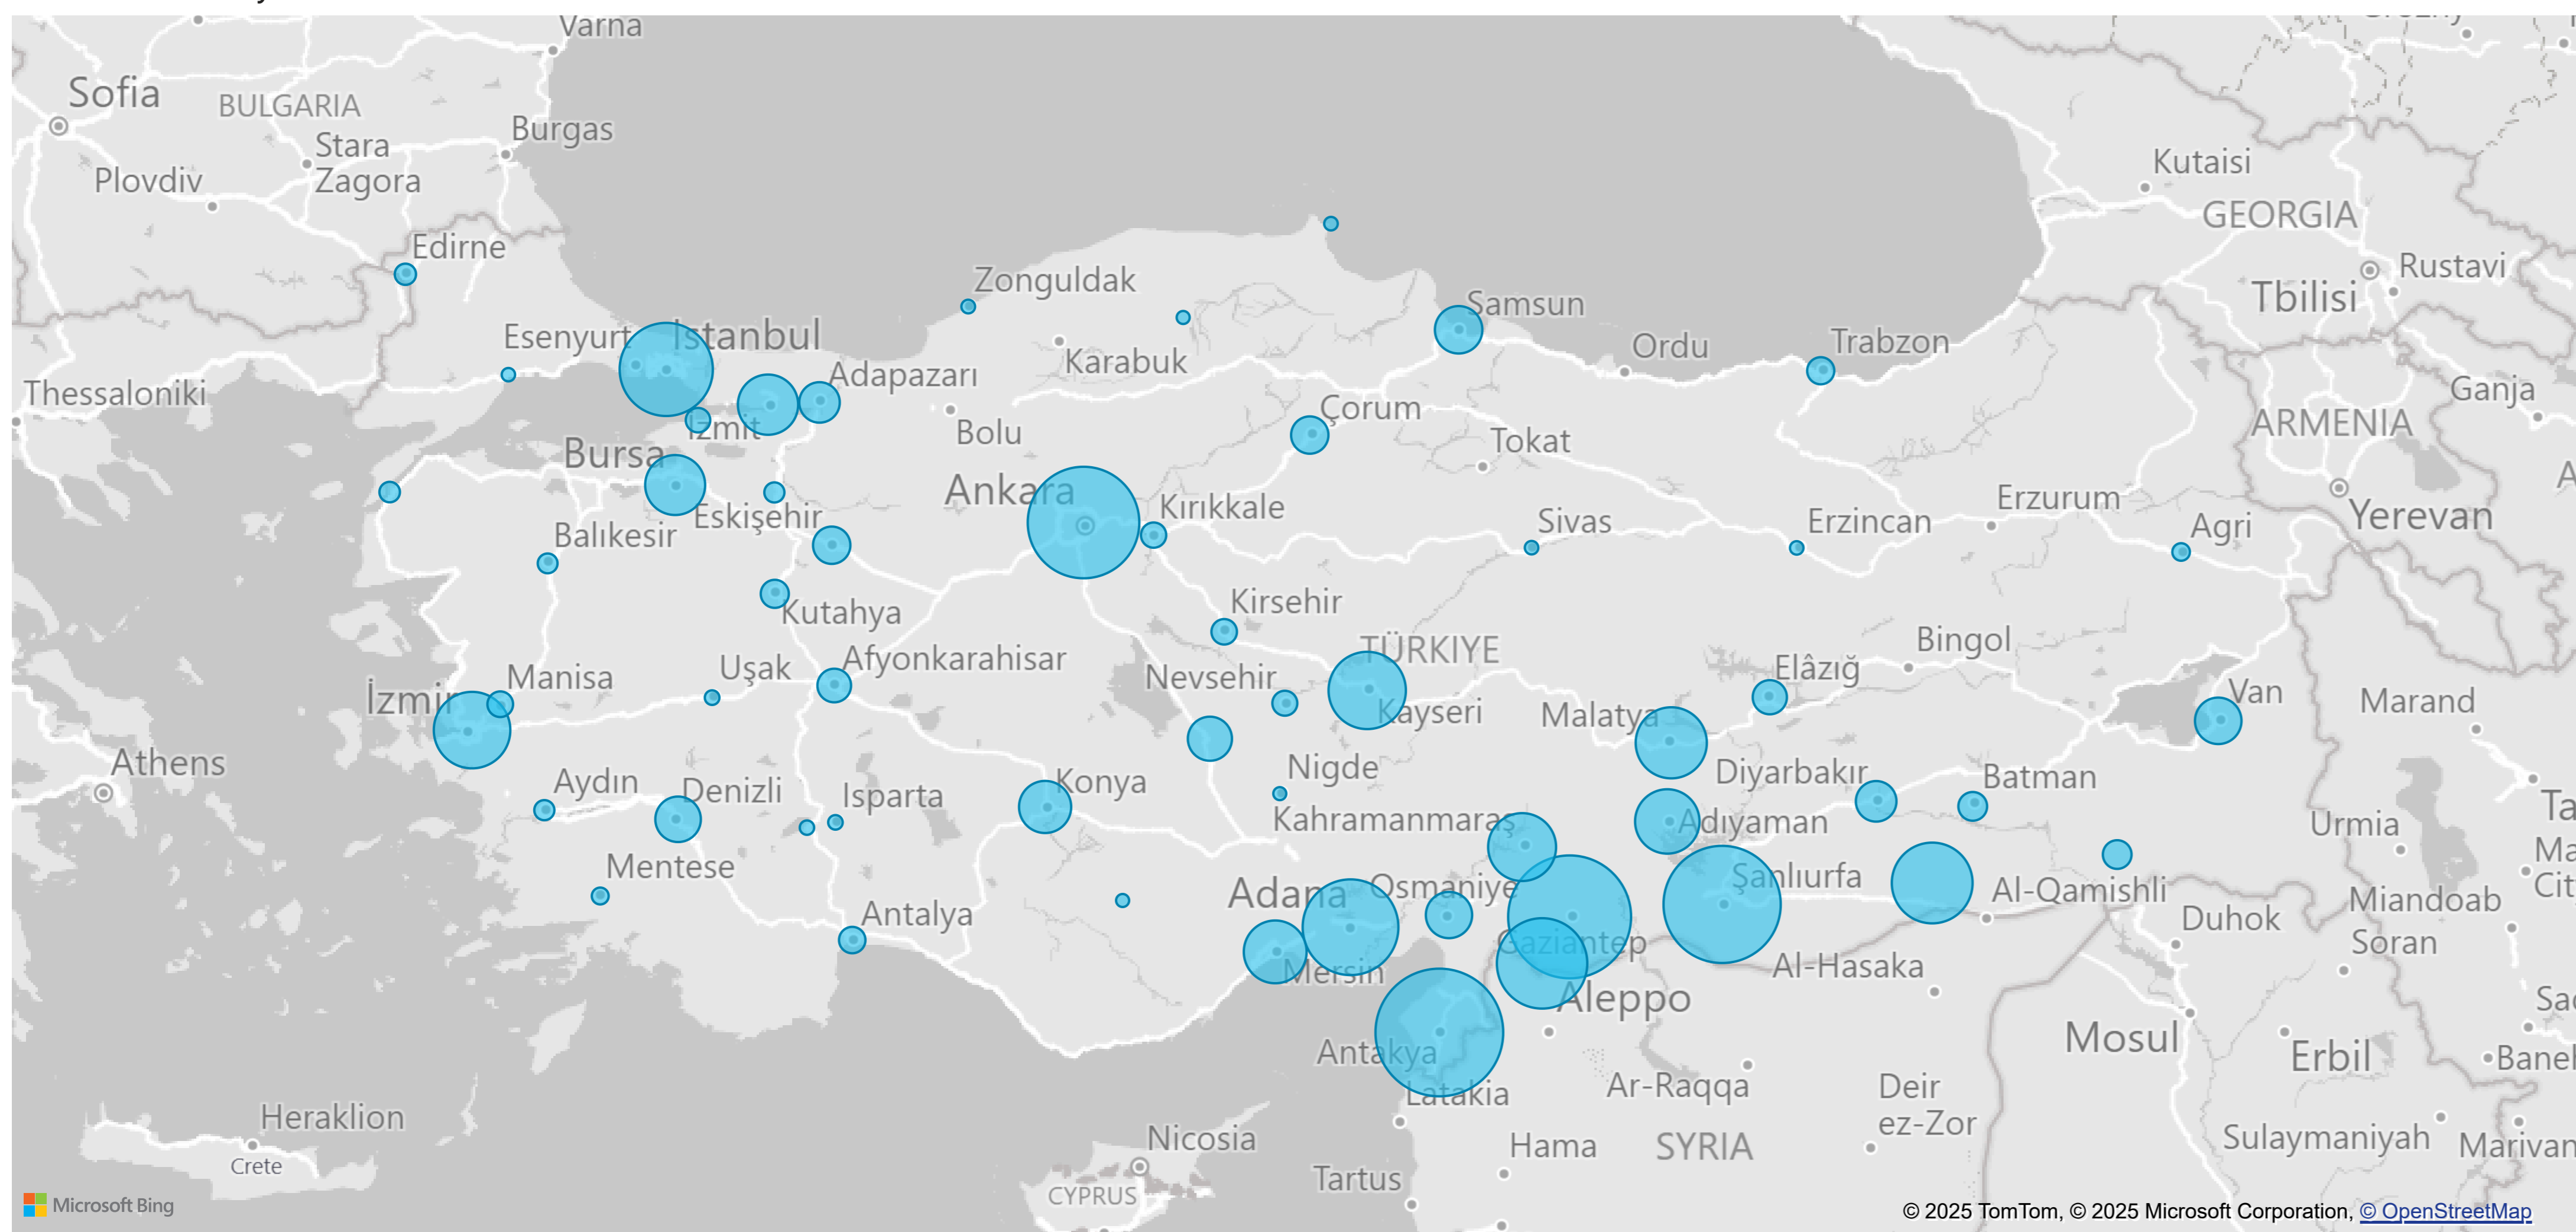 Varna
Sofia
BULGARIA
Burgas
Stara
Zagora
Plovdiv
Kutaisi
GEORGIA
Edirne
Rustavi
Zonguldak
Tbilisi
Samsun
Esenyurt
Istanbul
Trabzon
Ordu
Karabuk
Adapazarı
Thessaloniki
Ganja
Çorum
ARMENIA
Izmit
Bolu
Tokat
Bursa
Ankara
Erzurum
Kırıkkale
Eskişehir
Yerevan
Sivas
Erzincan
Agri
Balıkesir
Kirsehir
Kutahya
Bingol
TÜRKIYE
Afyonkarahisar
Uşak
Elâzığ
Manisa
Nevsehir
Van
İzmir
Marand
Kayseri
Malatya
Athens
Nigde
Diyarbakır
Batman
Aydın
Denizli
Isparta
Konya
Kahramanmaraş
Adıyaman
Urmia
Mentese
Şanlıurfa
Osmaniye
Adana
Al-Qamishli
Miandoab
Antalya
Duhok
Gaziantep
Soran
Mersin
Al-Hasaka
Aleppo
Mosul
Antakya
Erbil
Ar-Raqqa
Deir
ez-Zor
Latakia
Heraklion
Nicosia
Hama
SYRIA
Sulaymaniyah
Crete
Tartus
CYPRUS
Microsoft Bing
© 2025 TomTom, © 2025 Microsoft Corporation, © OpenStreetMap